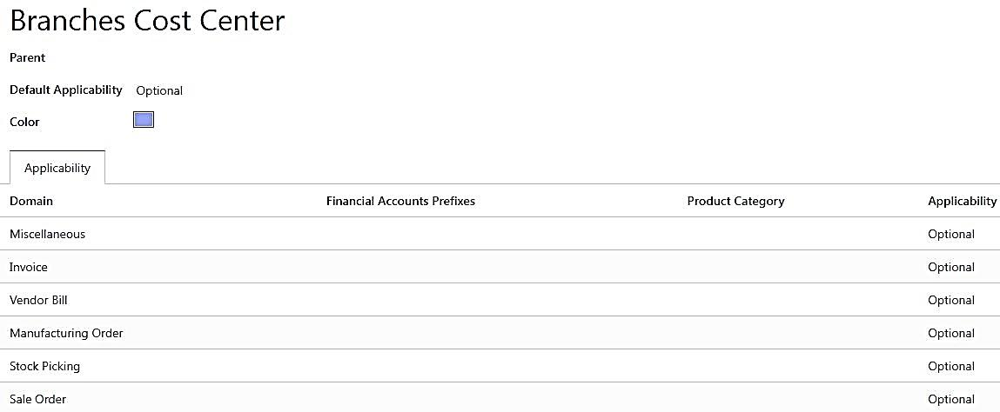 Branches Cost Center
Parent
Default Applicability Optional
Color
Applicability
Domain Financial Accounts Prefixes Product Category Applicability
Miscellaneous Optional
Invoice Optional
Vendor Bill Optional
Manufacturing Order Optional
Stock Picking Optional
Sale Order Optional